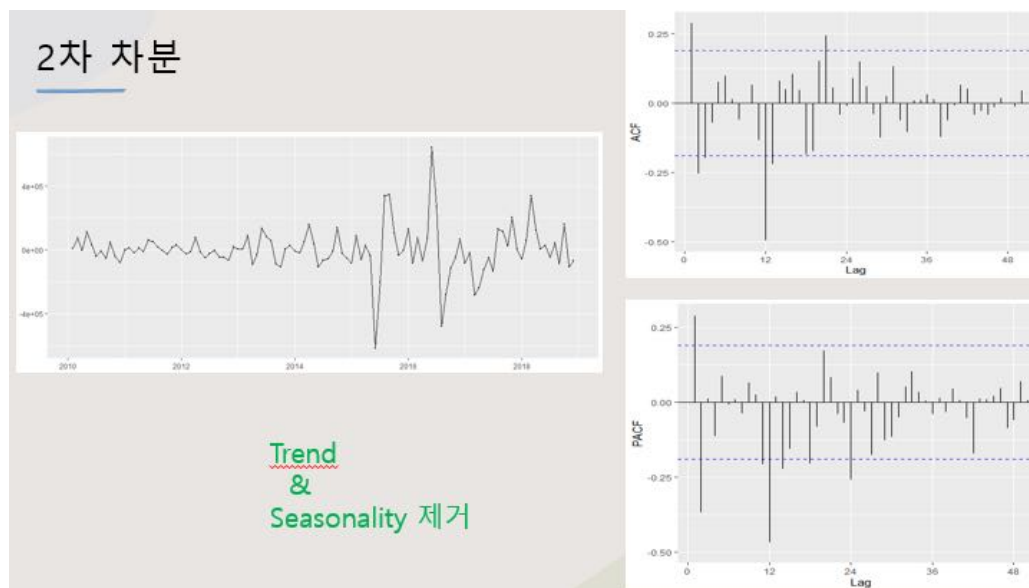 2차 차분
4e+05
0e+00
-4e+05
2010
2012
2014
2016
2018
Trend
&
Seasonality 제거
0.25
0.00
-0.25
-0.50
ACF
0
12
24
36
48
Lag
0.25
0.00
-0.25
-0.50
PACF
0
12
24
36
48
Lag